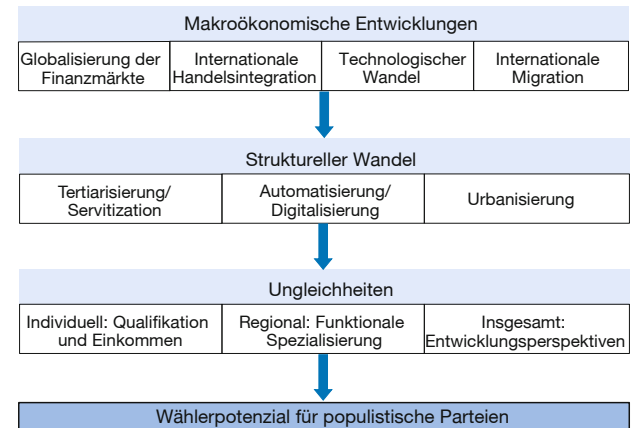 Makroökonomische Entwicklungen
Globalisierung der
Finanzmärkte
Internationale
Handelsintegration
Technologischer
Wandel
Internationale
Migration
Struktureller Wandel
Tertiarisierung/
Servitization
Automatisierung/
Digitalisierung
Urbanisierung
Ungleichheiten
Individuell: Qualifikation
und Einkommen
Regional: Funktionale
Spezialisierung
Insgesamt:
Entwicklungsperspektiven
Wählerpotenzial für populistische Parteien